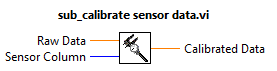 sub_calibrate sensor data.vi
Raw Data
Sensor Column
Calibrated Data